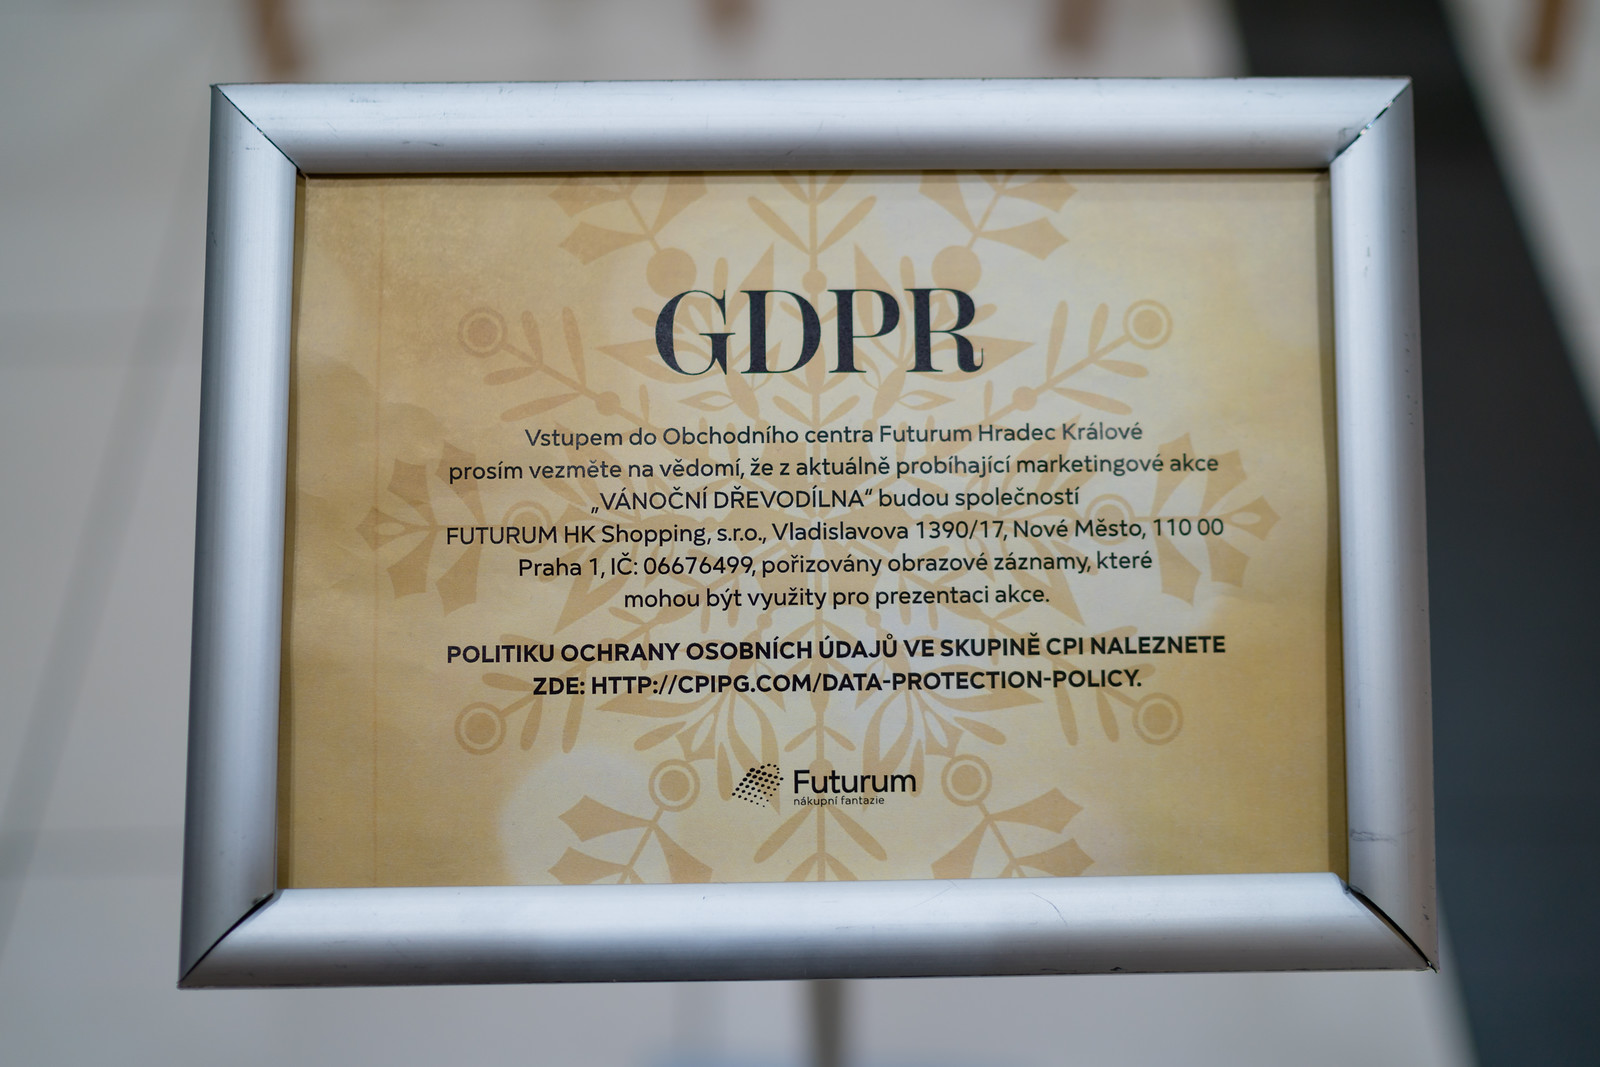 GDPR
Vstupem do Obchodního centra Futurum Hradec Králové
prosím vezměte na vědomí, že z aktuálně probíhající marketingové akce
„VÁNOČNÍ DŘEVODÍLNA“ budou společností
FUTURUM HK Shopping, s.r.o., Vladislavova 1390/17, Nové Město, 110 00
Praha 1, IČ: 06676499, pořizovány obrazové záznamy, které
mohou být využity pro prezentaci akce.
POLITIKU OCHRANY OSOBNÍCH ÚDAJŮ VE SKUPINĚ CPI NALEZNETE
ZDE: HTTP://CPIPG.COM/DATA-PROTECTION-POLICY.
Futurum
nákupní fantazie